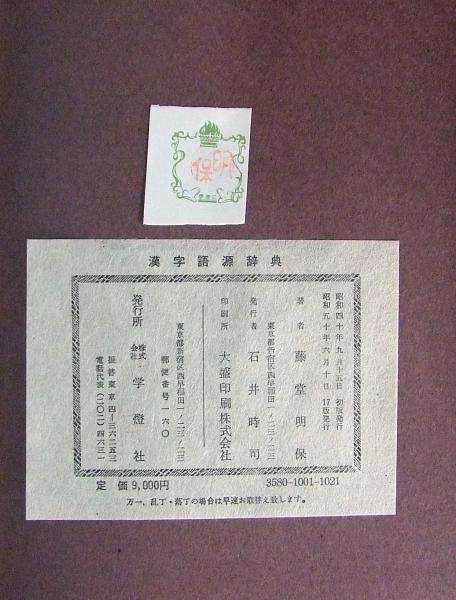 明保
漢字語源辞典
昭和四十年九月十五日 初版発行
昭和五十年六月十日 17版発行
著者 藤堂明保
東京都新宿区西早稲田一ノ二三ノ二三
発行者 石井時司
印刷所 大盛印刷株式会社
東京都新宿区西早稲田一ノ二三ノ二三
郵便番号一六〇
発行所 株式会社 学燈社
振替東京四—三六二五三
電話代表(二〇二)四六三一
定価 9,000円
3580-1001-1021
万一、乱丁・落丁の場合は早速お取替え致します。